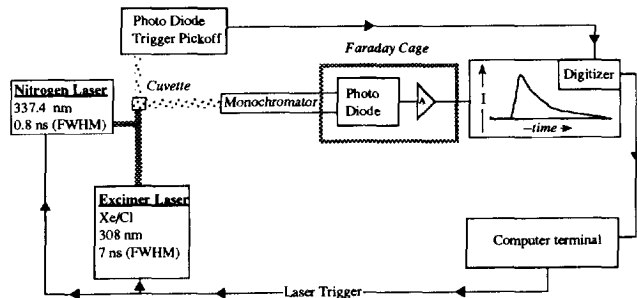 Photo Diode
Trigger Pickoff
Faraday Cage
Cuvette
Nitrogen Laser
337.4 nm
0.8 ns (FWHM)
Monochromator
Photo
Diode
A
I
Digitizer
–time
Excimer Laser
Xe/Cl
308 nm
7 ns (FWHM)
Computer terminal
Laser Trigger